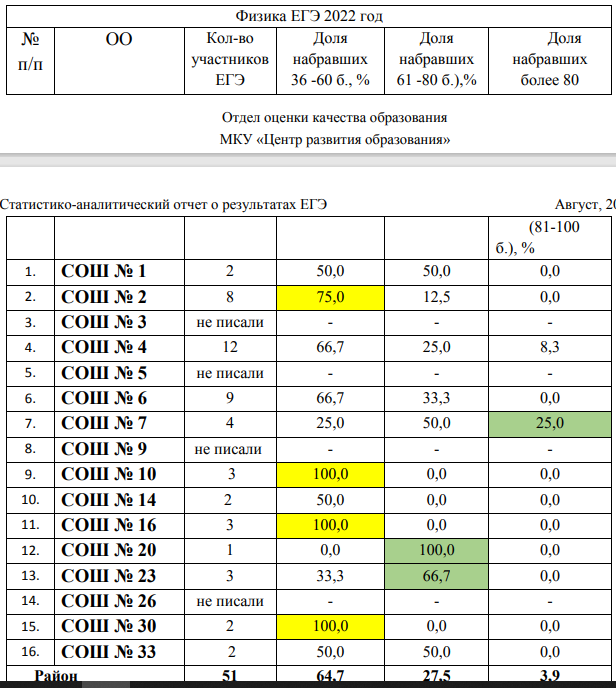 Физика ЕГЭ 2022 год
№ п/п ОО Кол-во участников ЕГЭ Доля набравших 36 -60 б., % Доля набравших 61 -80 б.),% Доля набравших более 80
Отдел оценки качества образования
МКУ «Центр развития образования»
Статистико-аналитический отчет о результатах ЕГЭ Август, 20
(81-100
б.), %
1. СОШ № 1 2 50,0 50,0 0,0
2. СОШ № 2 8 75,0 12,5 0,0
3. СОШ № 3 не писали - - -
4. СОШ № 4 12 66,7 25,0 8,3
5. СОШ № 5 не писали - - -
6. СОШ № 6 9 66,7 33,3 0,0
7. СОШ № 7 4 25,0 50,0 25,0
8. СОШ № 9 не писали - - -
9. СОШ № 10 3 100,0 0,0 0,0
10. СОШ № 14 2 50,0 0,0 0,0
11. СОШ № 16 3 100,0 0,0 0,0
12. СОШ № 20 1 0,0 100,0 0,0
13. СОШ № 23 3 33,3 66,7 0,0
14. СОШ № 26 не писали - - -
15. СОШ № 30 2 100,0 0,0 0,0
16. СОШ № 33 2 50,0 50,0 0,0
Район 51 64,7 27,5 3,9